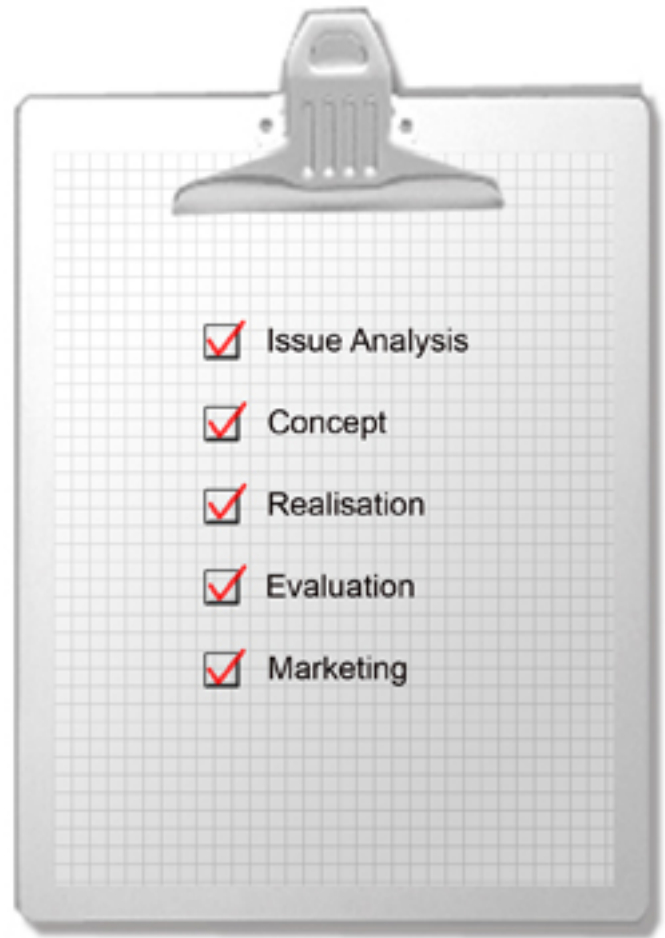 Issue Analysis
Concept
Realisation
Evaluation
Marketing